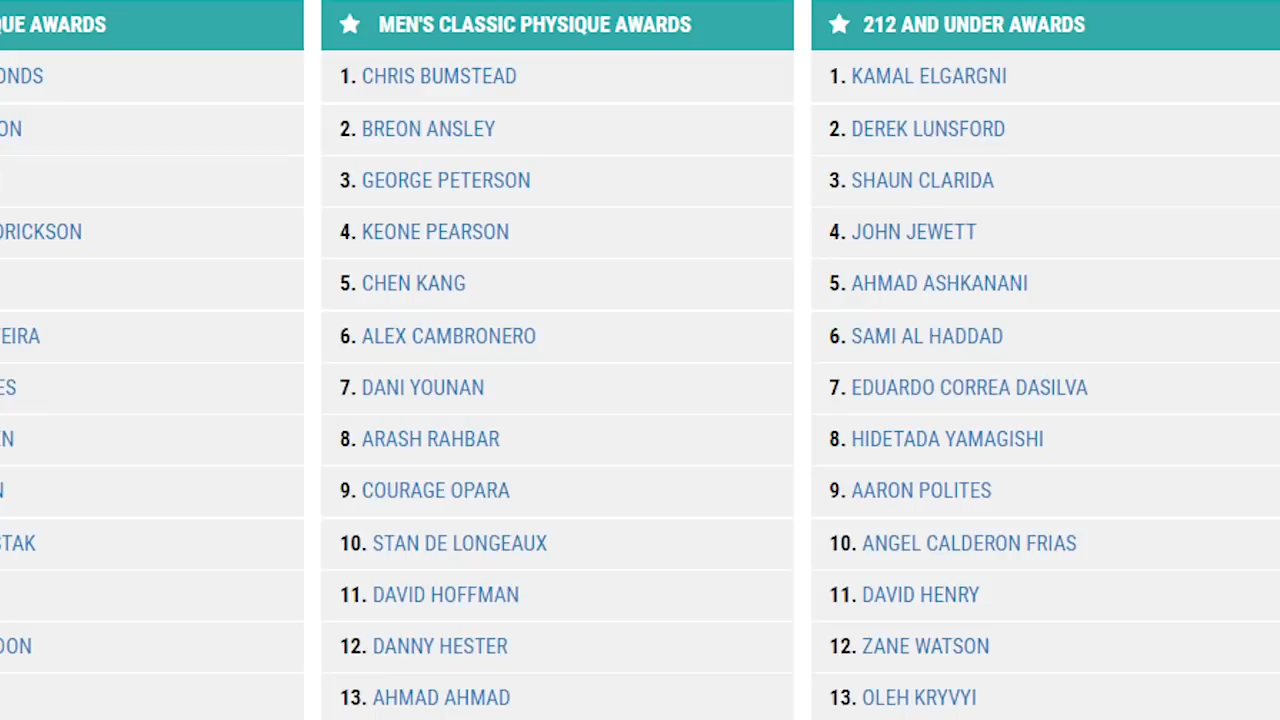 QUE AWARDS
ONDS
ON
DRICKSON
EIRA
ES
EN
N
STAK
DON
MEN'S CLASSIC PHYSIQUE AWARDS
1. CHRIS BUMSTEAD
2. BREON ANSLEY
3. GEORGE PETERSON
4. KEONE PEARSON
5. CHEN KANG
6. ALEX CAMBRONERO
7. DANI YOUNAN
8. ARASH RAHBAR
9. COURAGE OPARA
10. STAN DE LONGEAUX
11. DAVID HOFFMAN
12. DANNY HESTER
13. AHMAD AHMAD
212 AND UNDER AWARDS
1. KAMAL ELGARGNI
2. DEREK LUNSFORD
3. SHAUN CLARIDA
4. JOHN JEWETT
5. AHMAD ASHKANANI
6. SAMI AL HADDAD
7. EDUARDO CORREA DASILVA
8. HIDETADA YAMAGISHI
9. AARON POLITES
10. ANGEL CALDERON FRIAS
11. DAVID HENRY
12. ZANE WATSON
13. OLEH KRYVYI